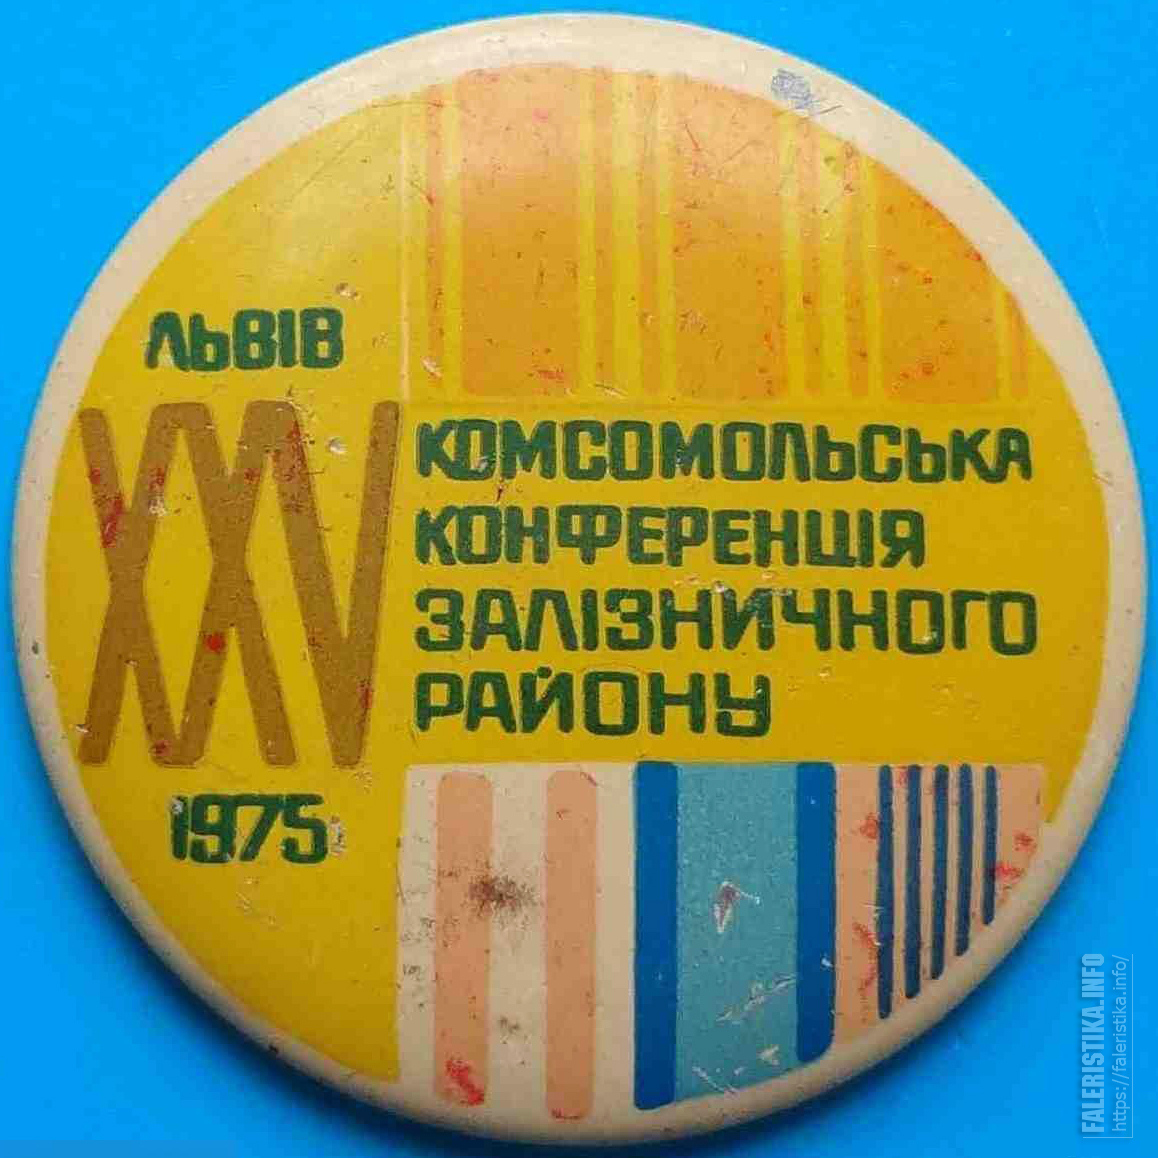 ЛЬВІВ
XXV
КОМСОМОЛЬСЬКА
КОНФЕРЕНЦІЯ
ЗАЛІЗНИЧНОГО
РАЙОНУ
1975
FALERISTIKA.INFO
https://faleristika.info/